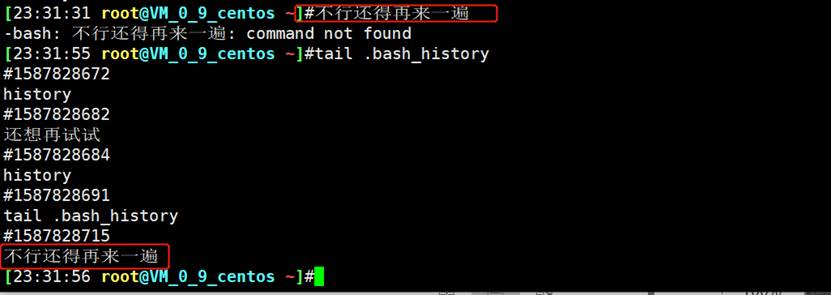 [23:31:31 root@VM_0_9_centos ~]#不行还得再来一遍
-bash: 不行还得再来一遍: command not found
[23:31:55 root@VM_0_9_centos ~]#tail .bash_history
#1587828672
history
#1587828682
还想再试试
#1587828684
history
#1587828691
tail .bash_history
#1587828715
不行还得再来一遍
[23:31:56 root@VM_0_9_centos ~]#